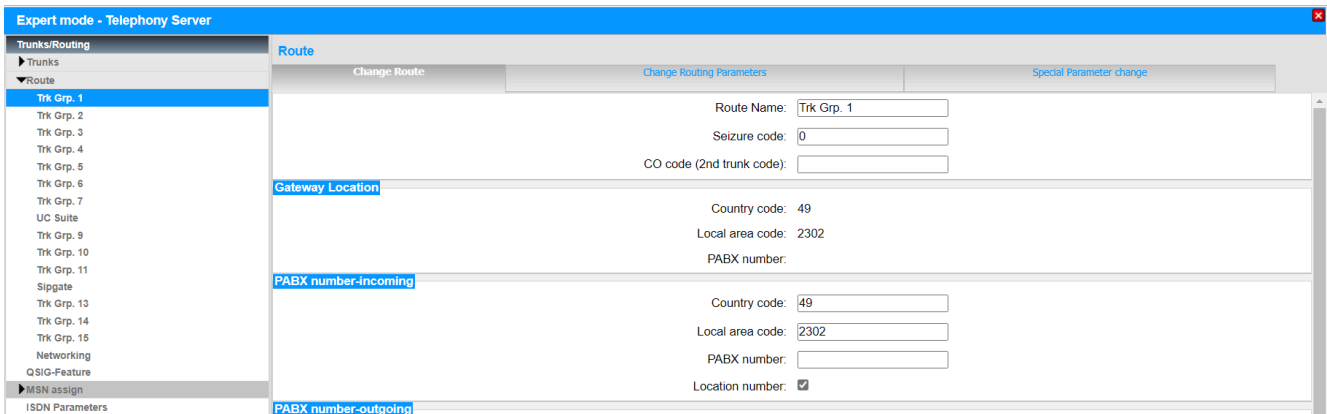 Expert mode - Telephony Server
Trunks/Routing
Trunks
Route
Trk Grp. 1
Trk Grp. 2
Trk Grp. 3
Trk Grp. 4
Trk Grp. 5
Trk Grp. 6
Trk Grp. 7
UC Suite
Trk Grp. 9
Trk Grp. 10
Trk Grp. 11
Sipgate
Trk Grp. 13
Trk Grp. 14
Trk Grp. 15
Networking
QSIG-Feature
MSN assign
ISDN Parameters
Route
Change Route Change Routing Parameters Special Parameter change
Route Name: Trk Grp. 1
Seizure code: 0
CO code (2nd trunk code):
Gateway Location
Country code: 49
Local area code: 2302
PABX number:
PABX number-incoming
Country code: 49
Local area code: 2302
PABX number:
Location number:
PABX number-outgoing